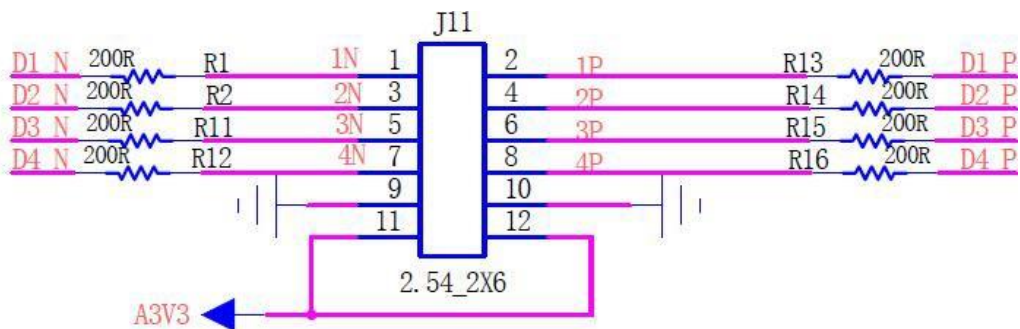 J11
D1_N 200R R1 1N 1 2 1P R13 200R D1_P
D2_N 200R R2 2N 3 4 2P R14 200R D2_P
D3_N 200R R11 3N 5 6 3P R15 200R D3_P
D4_N 200R R12 4N 7 8 4P R16 200R D4_P
9 10
11 12
2.54_2X6
A3V3